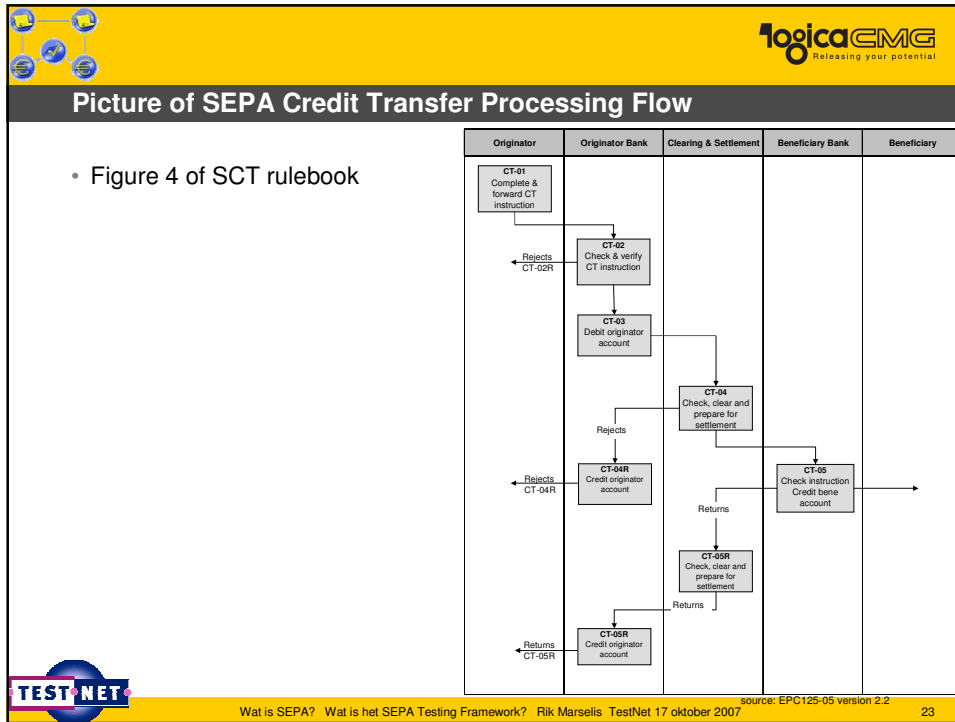 logicaCMG
Releasing your potential
Picture of SEPA Credit Transfer Processing Flow
• Figure 4 of SCT rulebook
Originator
Originator Bank
Clearing & Settlement
Beneficiary Bank
Beneficiary
CT-01
Complete &
forward CT
instruction
CT-02
Check & verify
CT instruction
Rejects
CT-02R
CT-03
Debit originator
account
CT-04
Check, clear and
prepare for
settlement
Rejects
CT-04R
Credit originator
account
Rejects
CT-04R
CT-05
Check instruction
Credit bene
account
Returns
CT-05R
Check, clear and
prepare for
settlement
Returns
CT-05R
Credit originator
account
Returns
CT-05R
TEST NET
source: EPC125-05 version 2.2
Wat is SEPA? Wat is het SEPA Testing Framework? Rik Marselis TestNet 17 oktober 2007
23